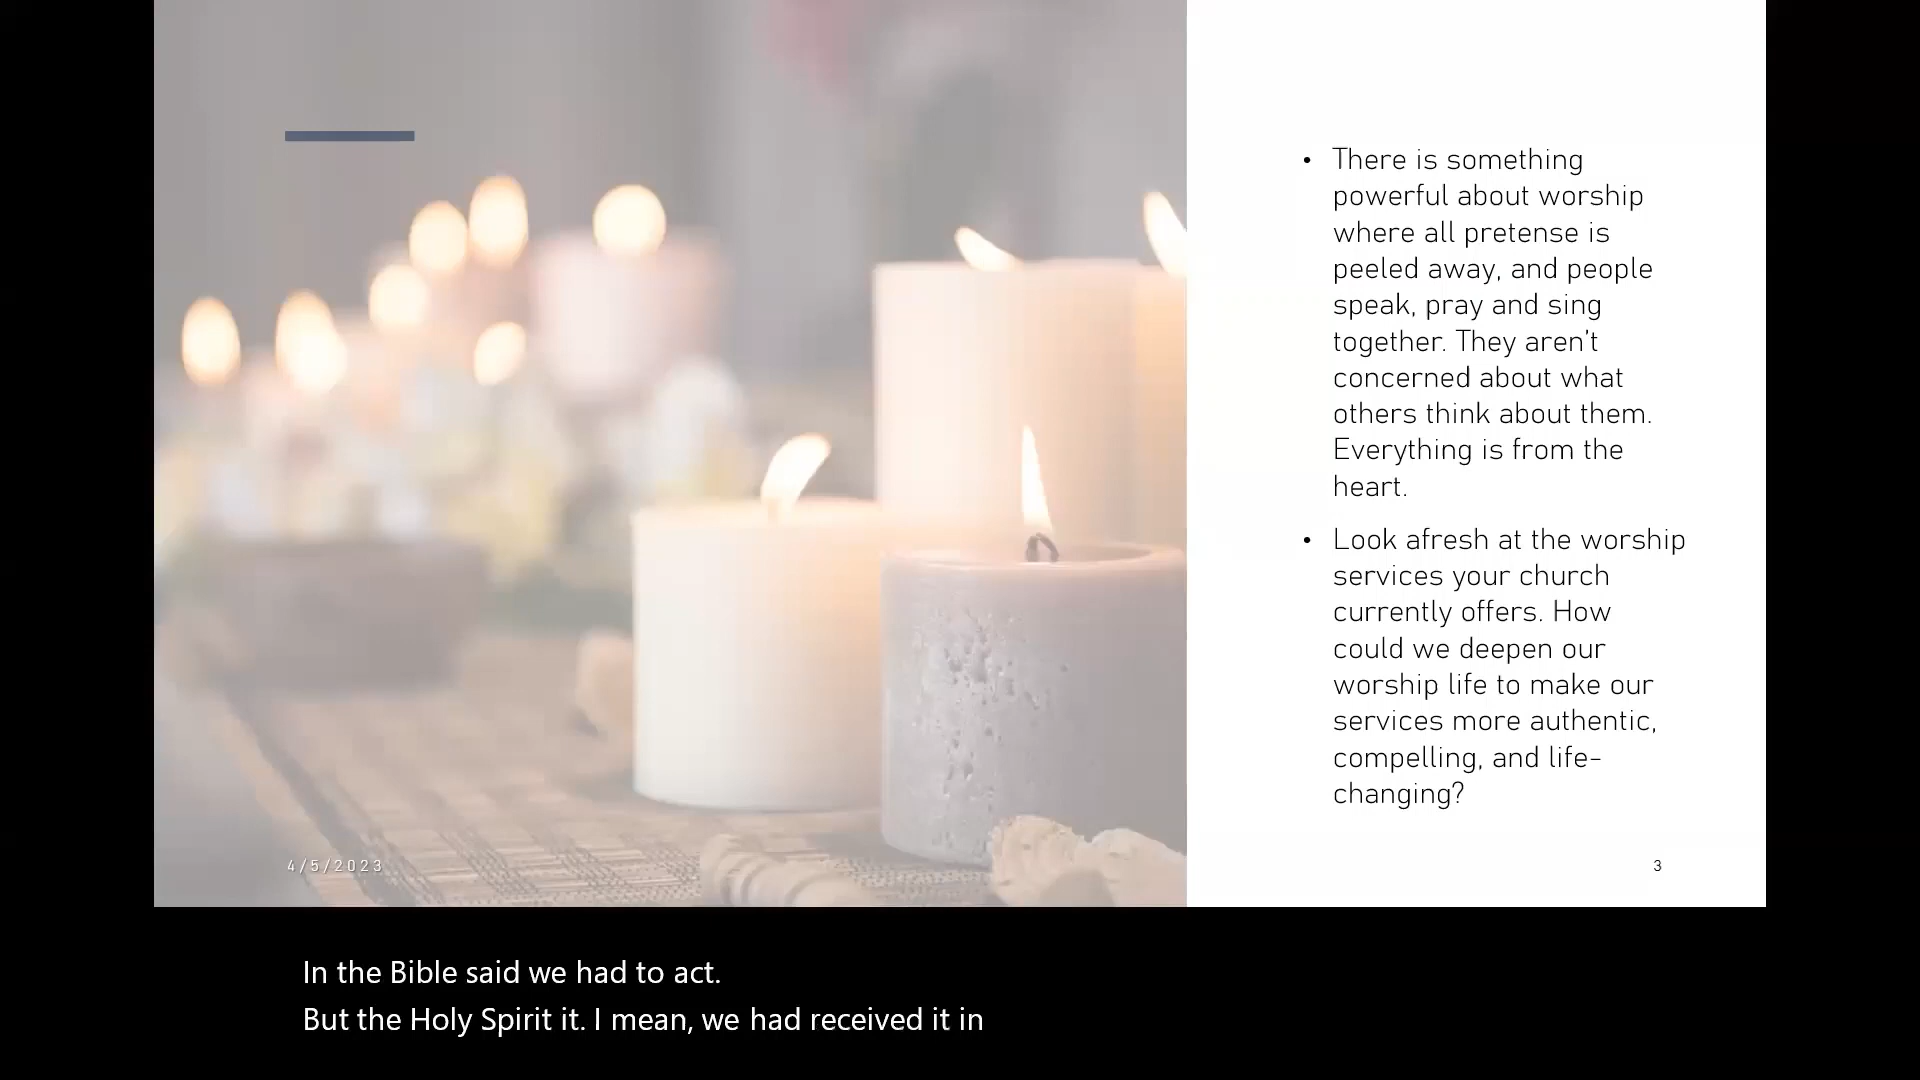 • There is something
powerful about worship
where all pretense is
peeled away, and people
speak, pray and sing
together. They aren’t
concerned about what
others think about them.
Everything is from the
heart.
• Look afresh at the worship
services your church
currently offers. How
could we deepen our
worship life to make our
services more authentic,
compelling, and life-
changing?
4/5/2023
3
In the Bible said we had to act.
But the Holy Spirit it. I mean, we had received it in